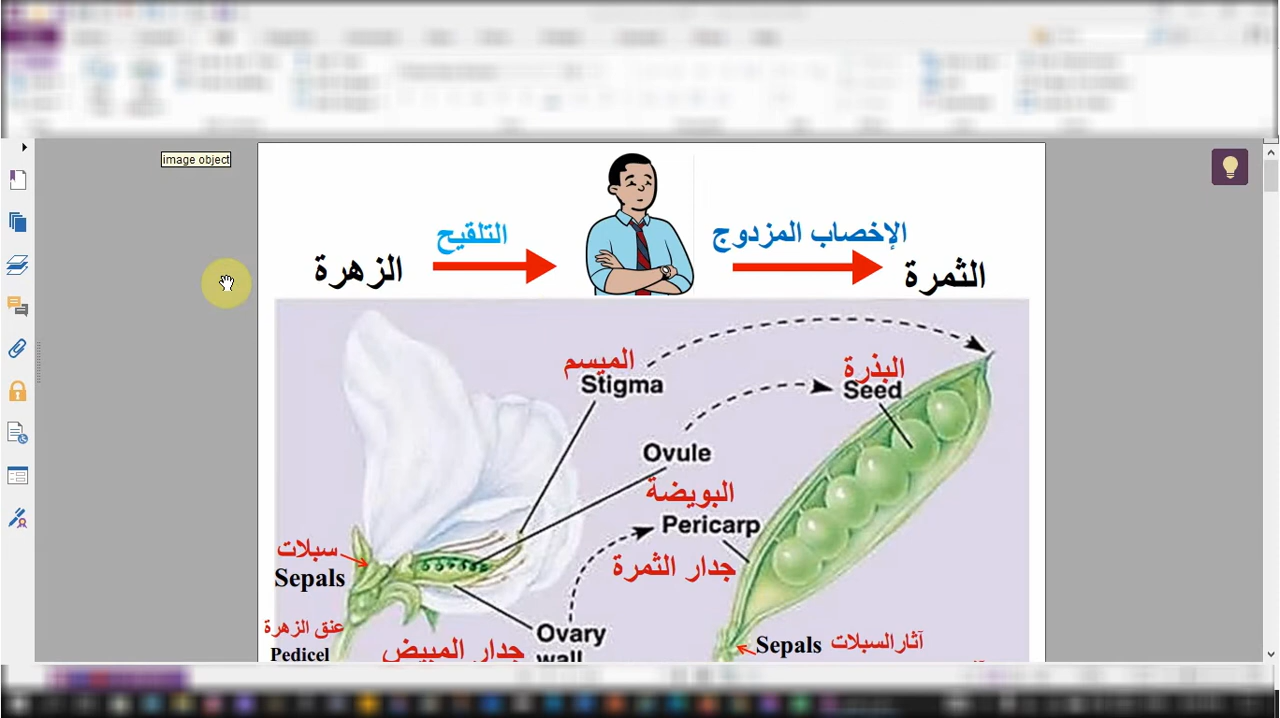 image object
التلقيح
الإخصاب المزدوج
الزهرة
الثمرة
الميسم
Stigma
البذرة
Seed
Ovule
البويضة
Pericarp
جدار الثمرة
سبلات
Sepals
عنق الزهرة
Pedicel
Ovary
wall
جدار المبيض
Sepals آثار السبلات